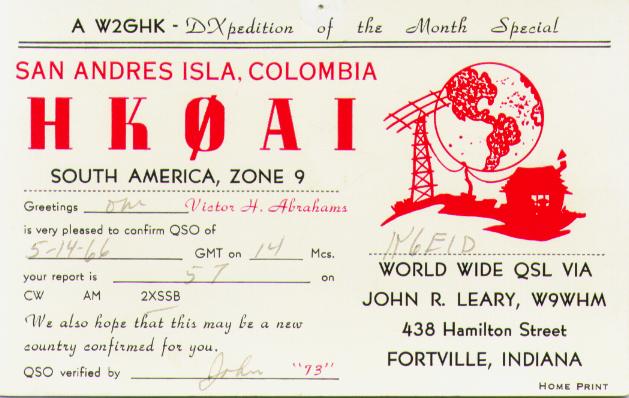 A W2GHK - DXpedition of the Month Special
SAN ANDRES ISLA, COLOMBIA
HKØAI
SOUTH AMERICA, ZONE 9
Greetings om Victor H. Abrahams
is very pleased to confirm QSO of
5-14-66 GMT on 14 Mcs.
your report is 57 on
CW AM 2XSSB
We also hope that this may be a new
country confirmed for you.
QSO verified by John "73"
K6EID
WORLD WIDE QSL VIA
JOHN R. LEARY, W9WHM
438 Hamilton Street
FORTVILLE, INDIANA
HOME PRINT